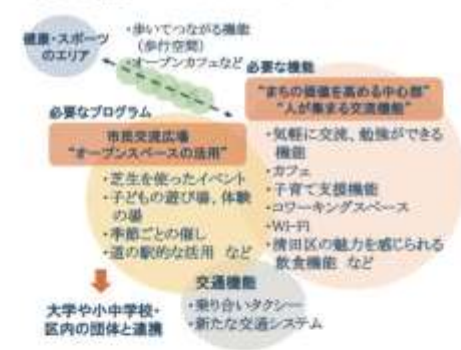 健康・スポーツ
のエリア
・歩いてつながる機能
（歩行空間）
・オープンカフェなど
必要な機能
“まちの価値を高める中心部”
“人が集まる交流機能”
・気軽に交流、勉強ができる
機能
・カフェ
・子育て支援機能
・コワーキングスペース
・Wi-Fi
・清田区の魅力を感じられる
飲食機能 など
必要なプログラム
市民交流広場
“オープンスペースの活用”
・芝生を使ったイベント
・子どもの遊び場、体験
の場
・季節ごとの催し
・道の駅的な活用 など
大学や小中学校・
区内の団体と連携
交通機能
・乗り合いタクシー
・新たな交通システム